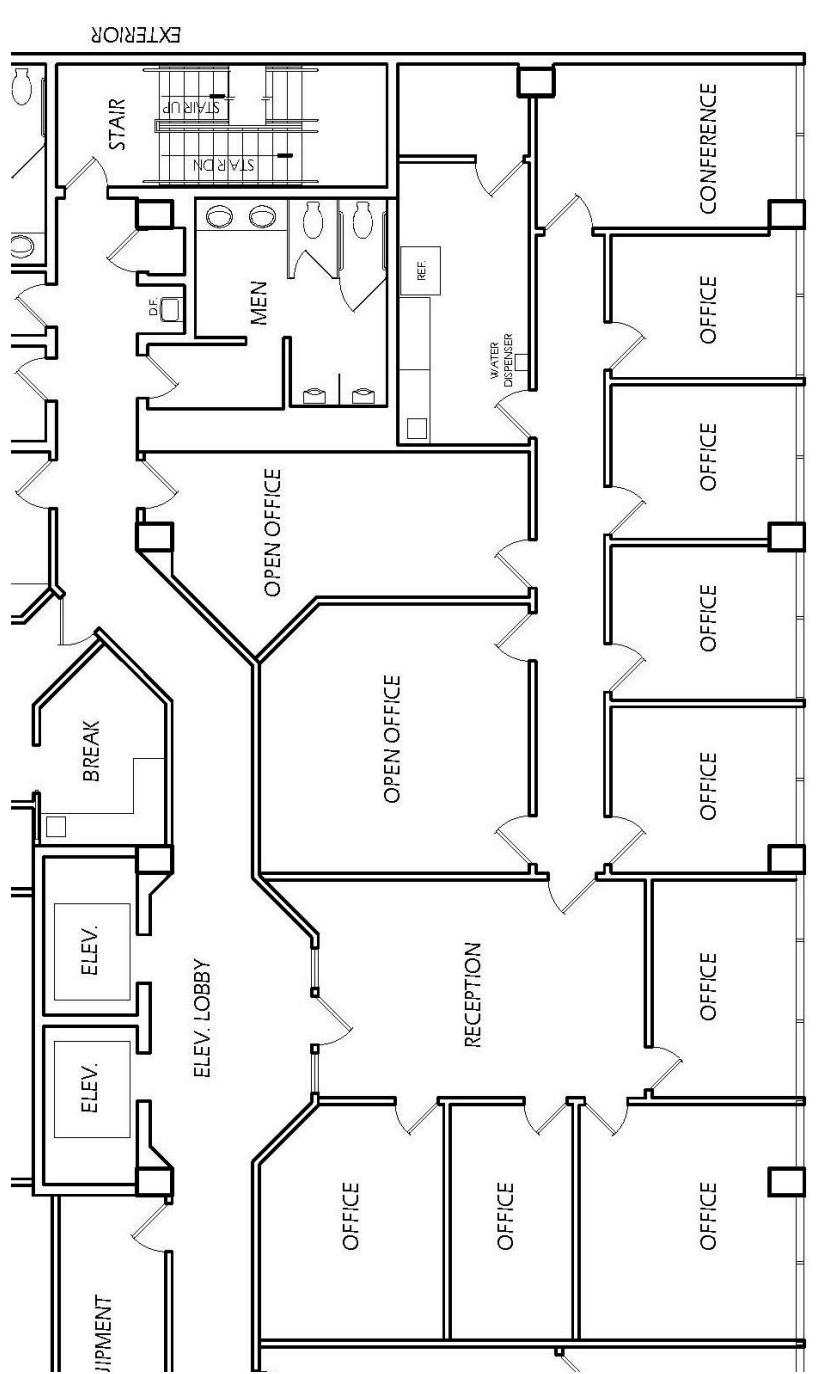 EXTERIOR
STAIR
STAIR UP
STAIR DN
CONFERENCE
D.F.
MEN
REF.
WATER
DISPENSER
OFFICE
OFFICE
OPEN OFFICE
OFFICE
BREAK
OPEN OFFICE
OFFICE
ELEV.
ELEV. LOBBY
RECEPTION
OFFICE
ELEV.
OFFICE
OFFICE
OFFICE
UIPMENT